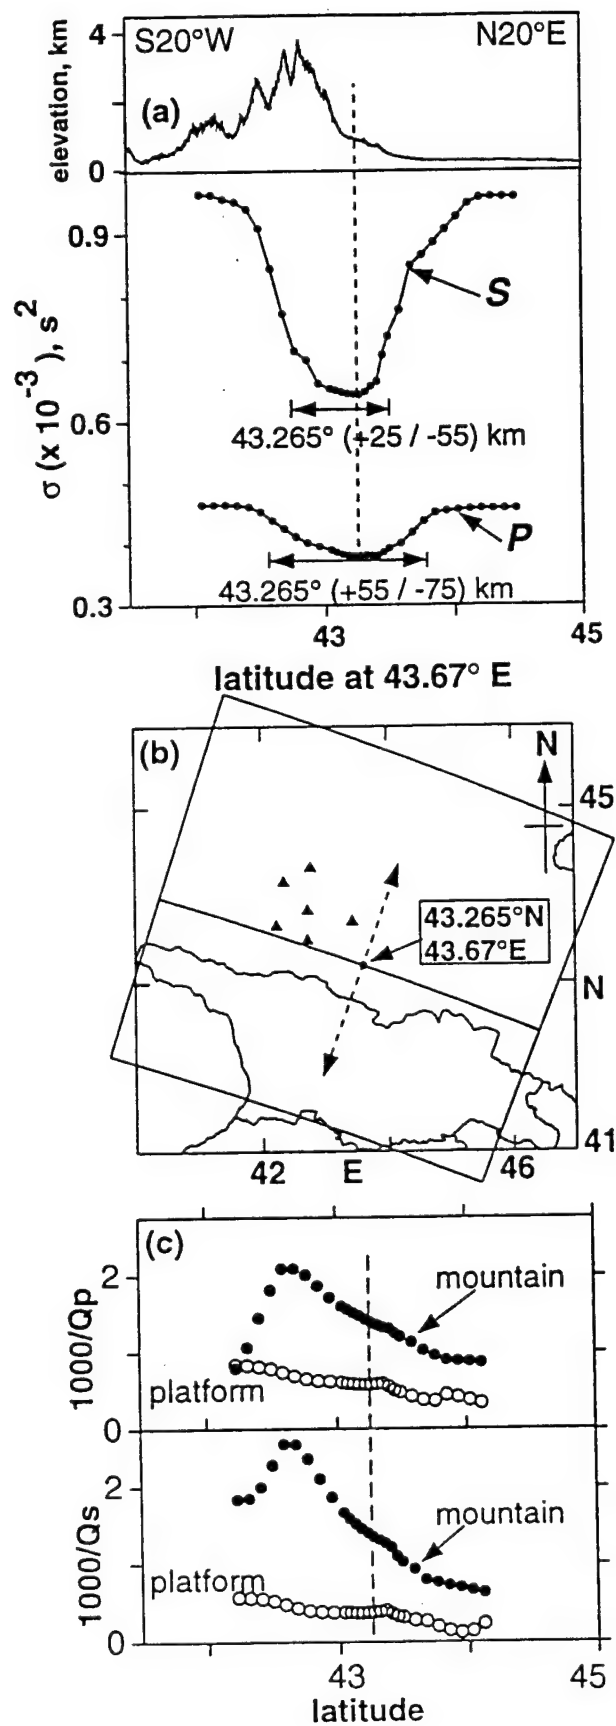 4
S20°W
N20°E
elevation, km
2
(a)
0
0.9
S
σ (x 10⁻³), s²
43.265° (+25 / -55) km
0.6
P
43.265° (+55 / -75) km
0.3
43
45
latitude at 43.67° E
(b)
N
45
43.265°N
43.67°E
N
41
42
E
46
(c)
2
mountain
1000/Qp
platform
0
2
mountain
1000/Qs
platform
0
43
45
latitude